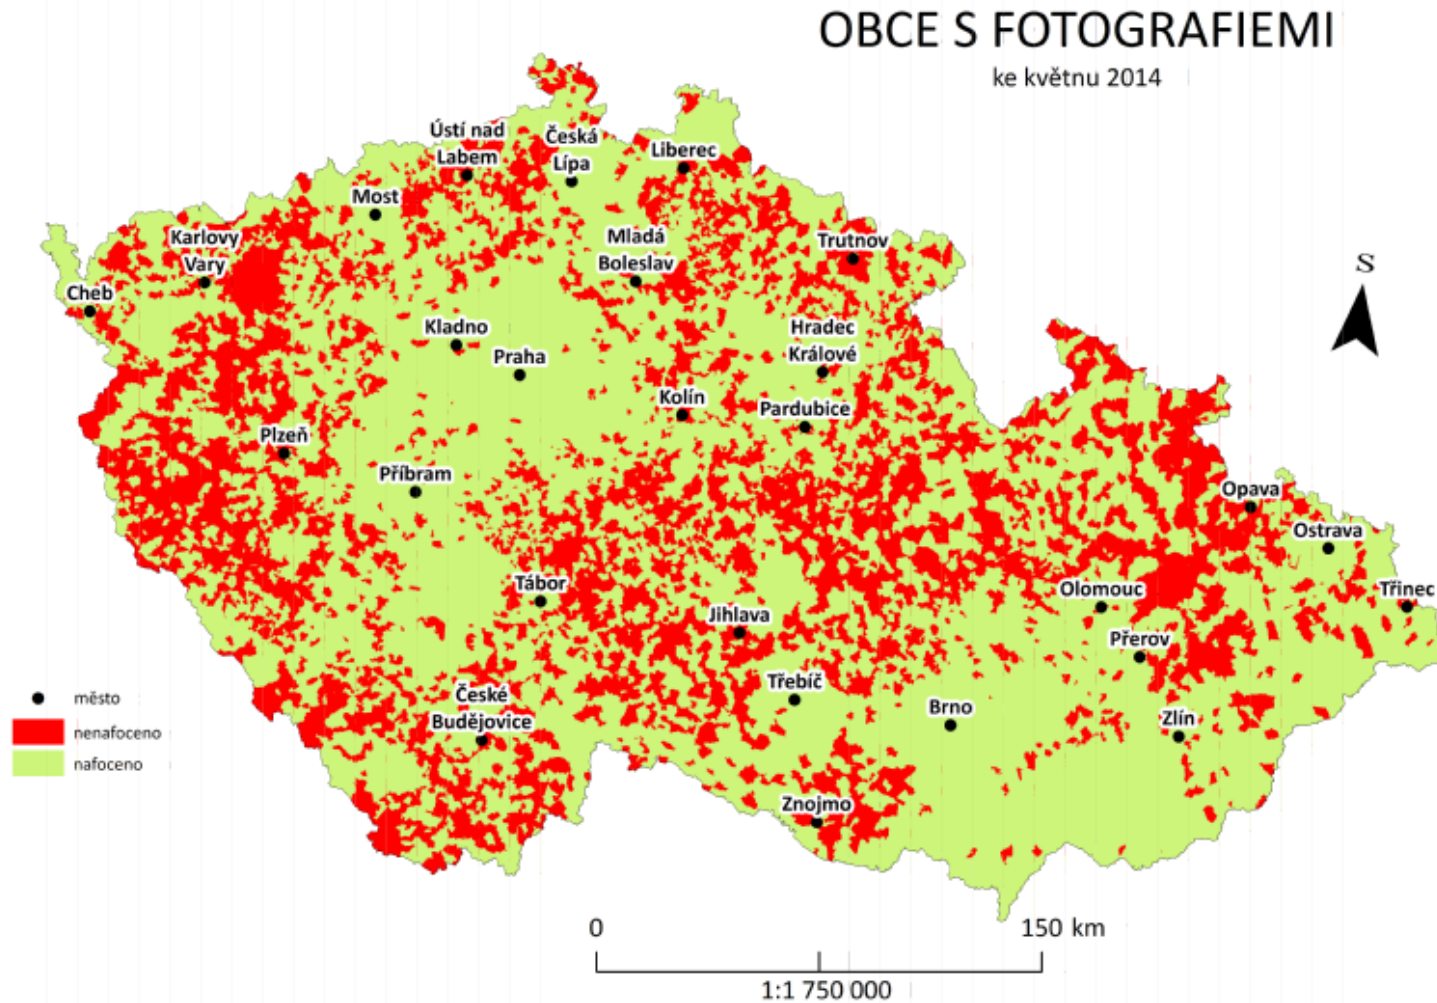 OBCE S FOTOGRAFIEMI
ke květnu 2014
Ústí nad
Labem
Česká
Lípa
Liberec
Most
Karlovy
Vary
Mladá
Boleslav
Trutnov
S
Cheb
Kladno
Praha
Hradec
Králové
Kolín
Pardubice
Plzeň
Příbram
Opava
Ostrava
Tábor
Jihlava
Olomouc
Třinec
Přerov
Třebíč
České
Budějovice
Brno
Zlín
Znojmo
město
nenafoceno
nafoceno
0 150 km
1:1 750 000